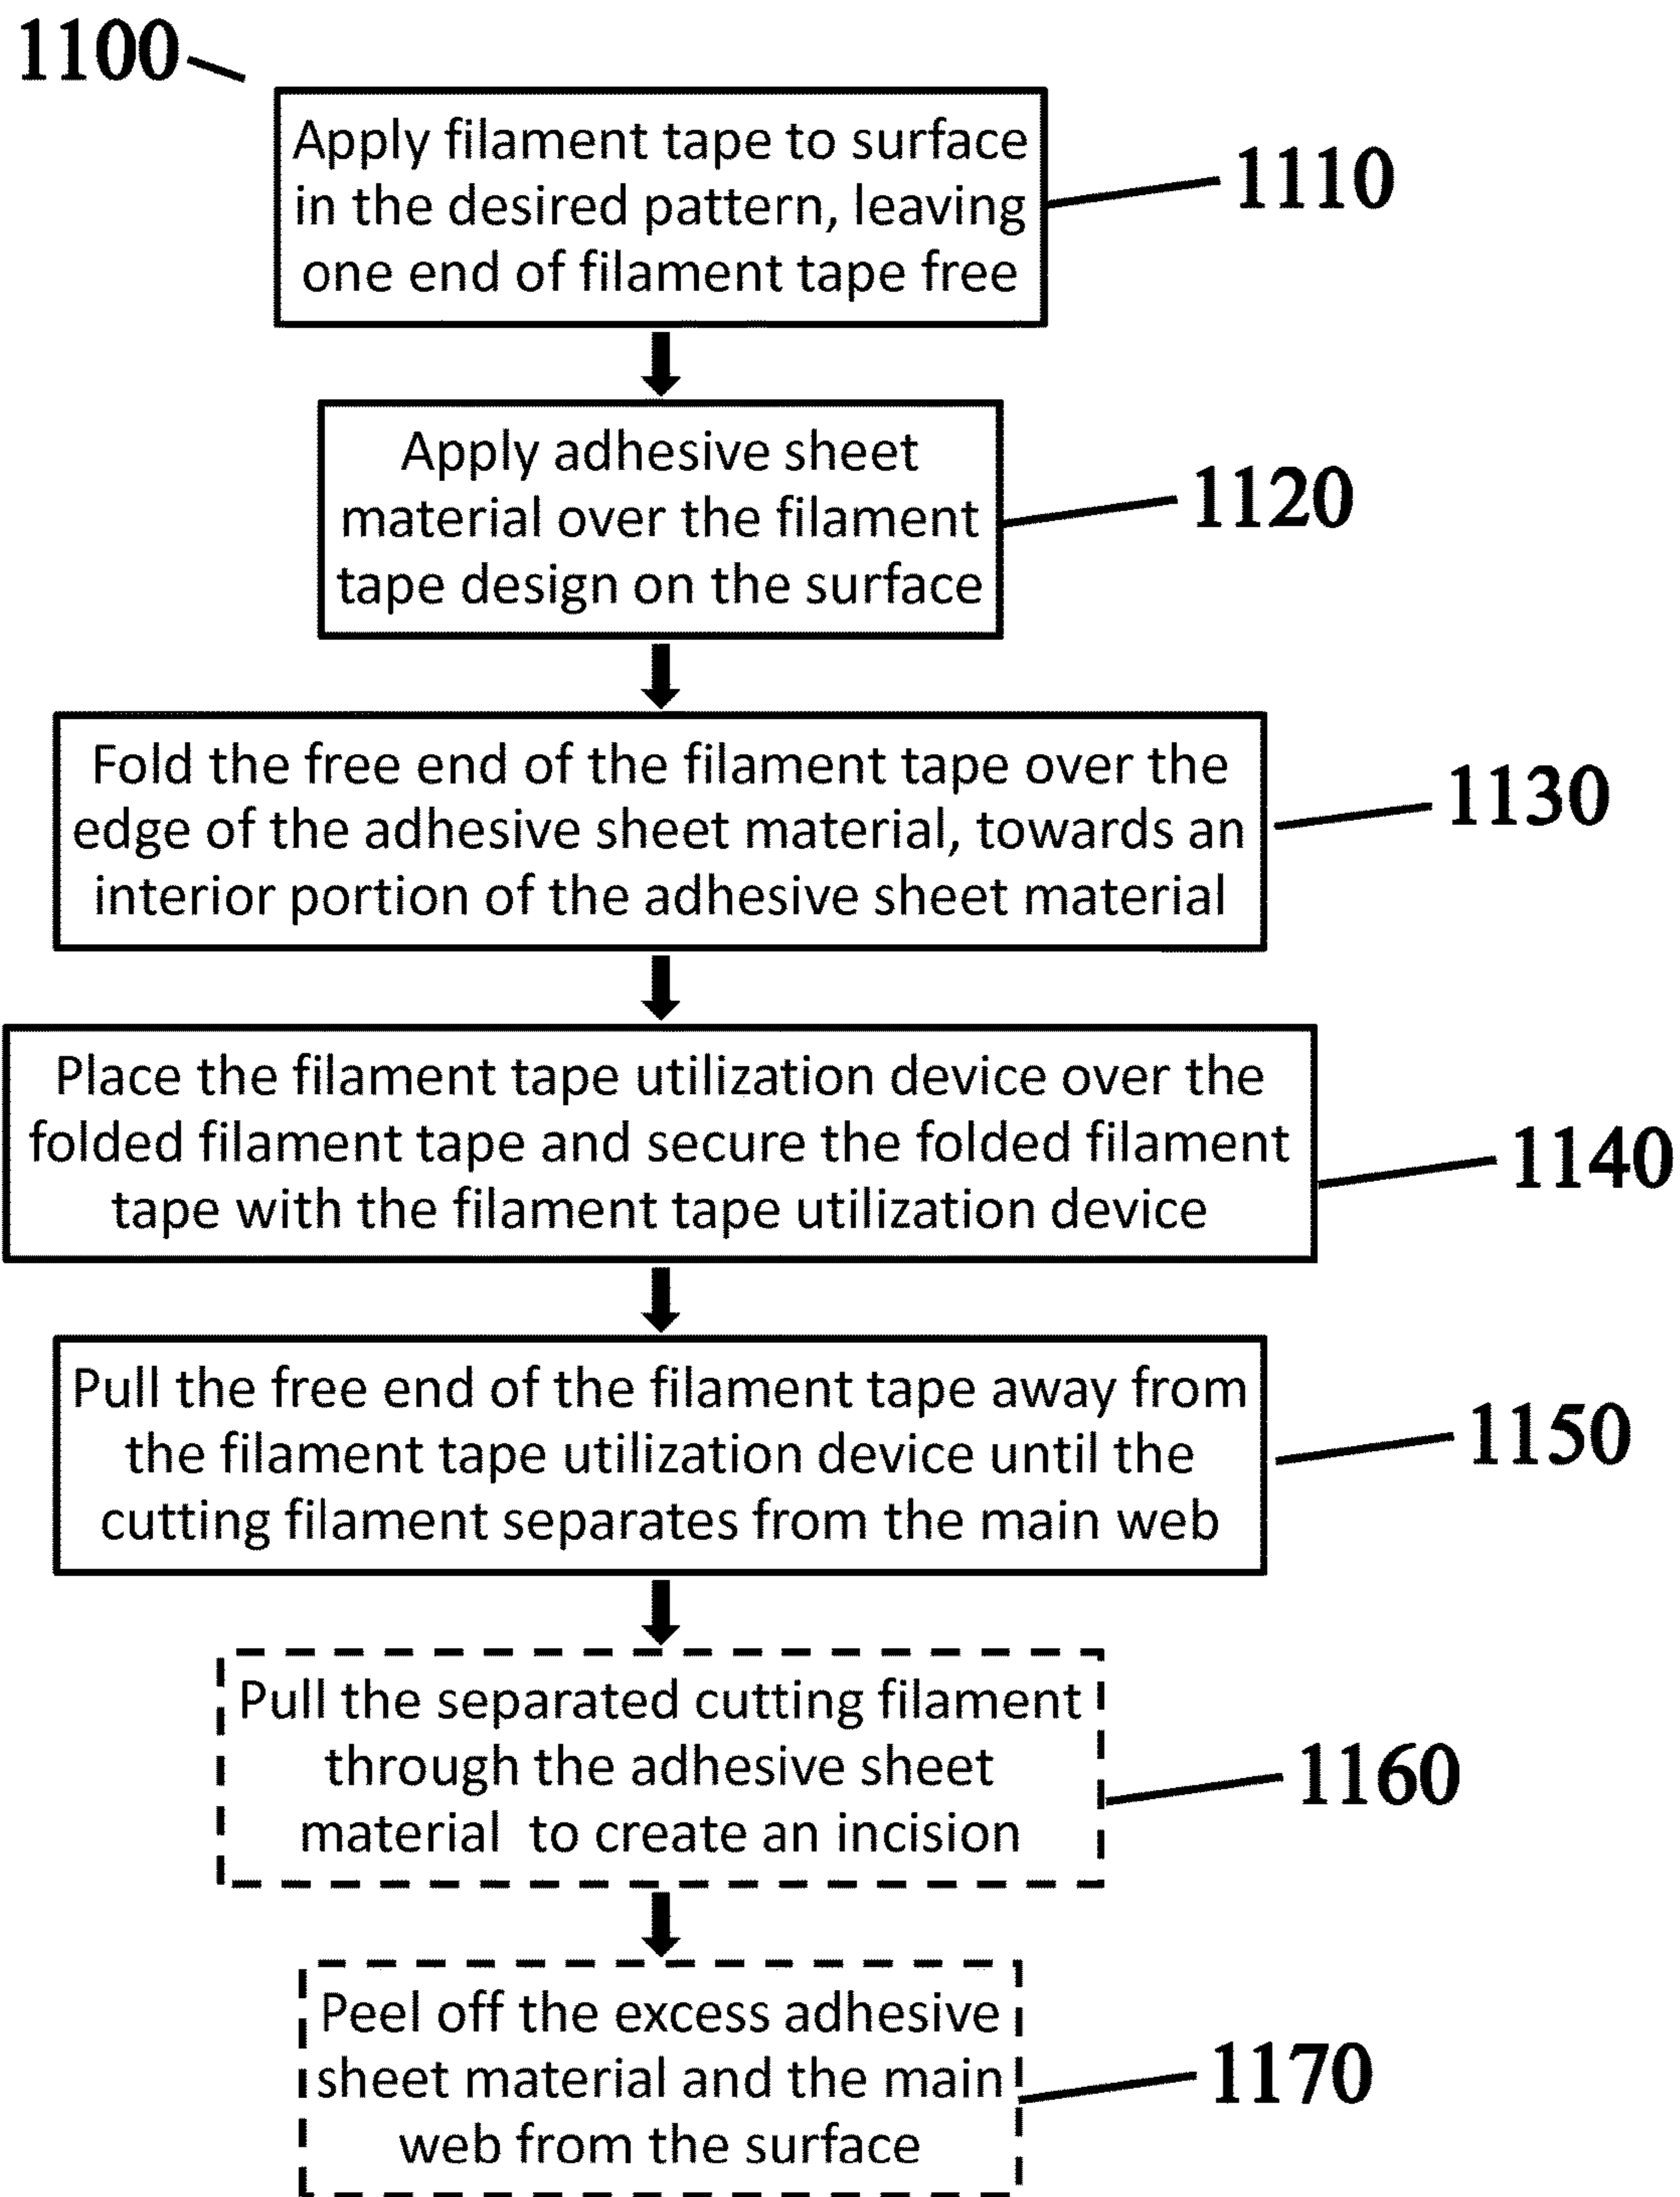 1100
Apply filament tape to surface
in the desired pattern, leaving
one end of filament tape free
1110
Apply adhesive sheet
material over the filament
tape design on the surface
1120
Fold the free end of the filament tape over the
edge of the adhesive sheet material, towards an
interior portion of the adhesive sheet material
1130
Place the filament tape utilization device over the
folded filament tape and secure the folded filament
tape with the filament tape utilization device
1140
Pull the free end of the filament tape away from
the filament tape utilization device until the
cutting filament separates from the main web
1150
Pull the separated cutting filament
through the adhesive sheet
material to create an incision
1160
Peel off the excess adhesive
sheet material and the main
web from the surface
1170